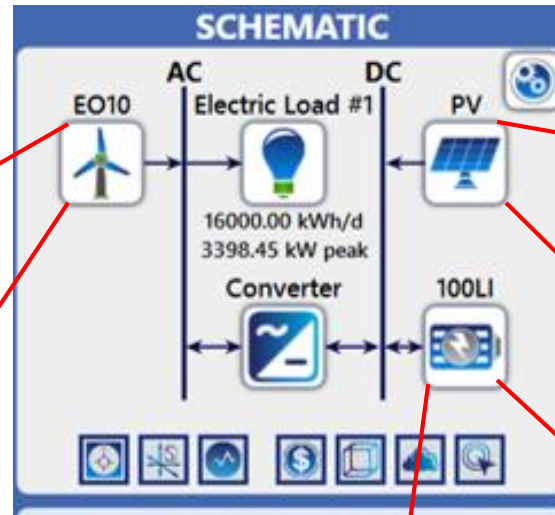 SCHEMATIC
AC DC
EO10 Electric Load #1 PV
16000.00 kWh/d
3398.45 kW peak
Converter 100LI